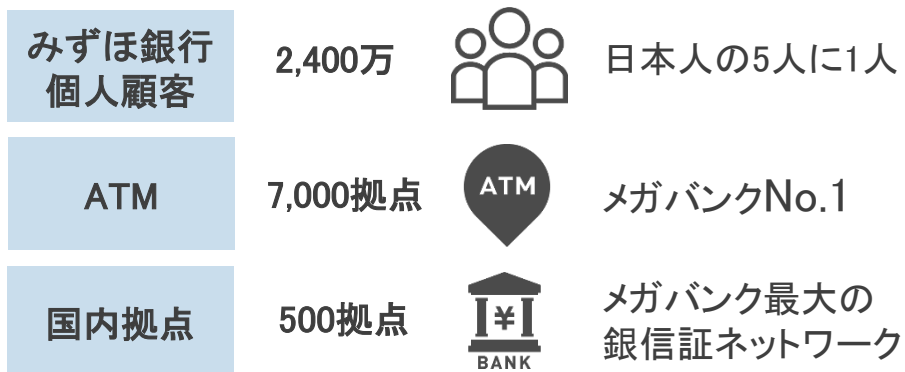 みずほ銀行
個人顧客
2,400万
日本人の5人に1人
ATM
7,000拠点
ATM
メガバンクNo.1
国内拠点
500拠点
¥
BANK
メガバンク最大の
銀信証ネットワーク